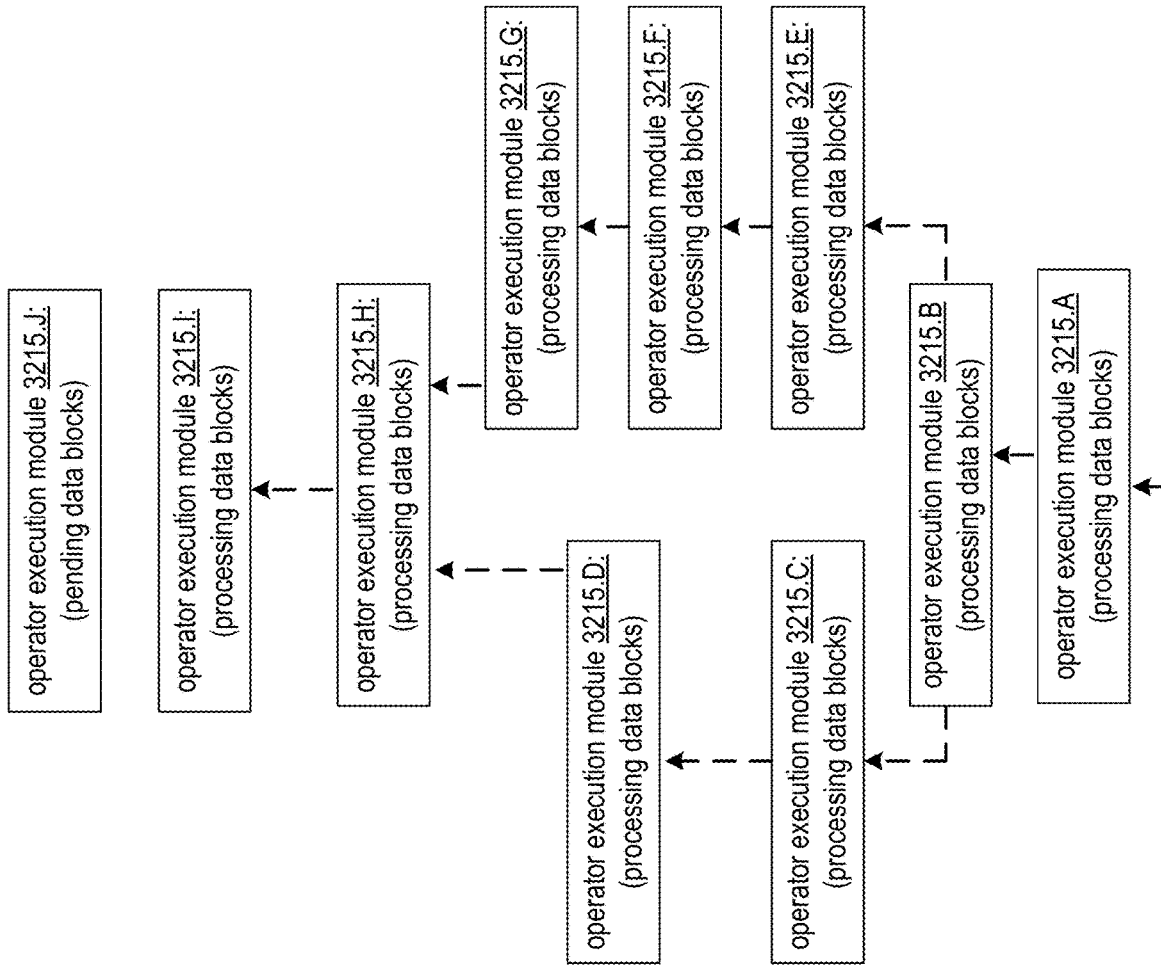 operator execution module 3215.J:
(pending data blocks)
operator execution module 3215.I:
(processing data blocks)
operator execution module 3215.H:
(processing data blocks)
operator execution module 3215.G:
(processing data blocks)
operator execution module 3215.D:
(processing data blocks)
operator execution module 3215.F:
(processing data blocks)
operator execution module 3215.C:
(processing data blocks)
operator execution module 3215.E:
(processing data blocks)
operator execution module 3215.B
(processing data blocks)
operator execution module 3215.A
(processing data blocks)